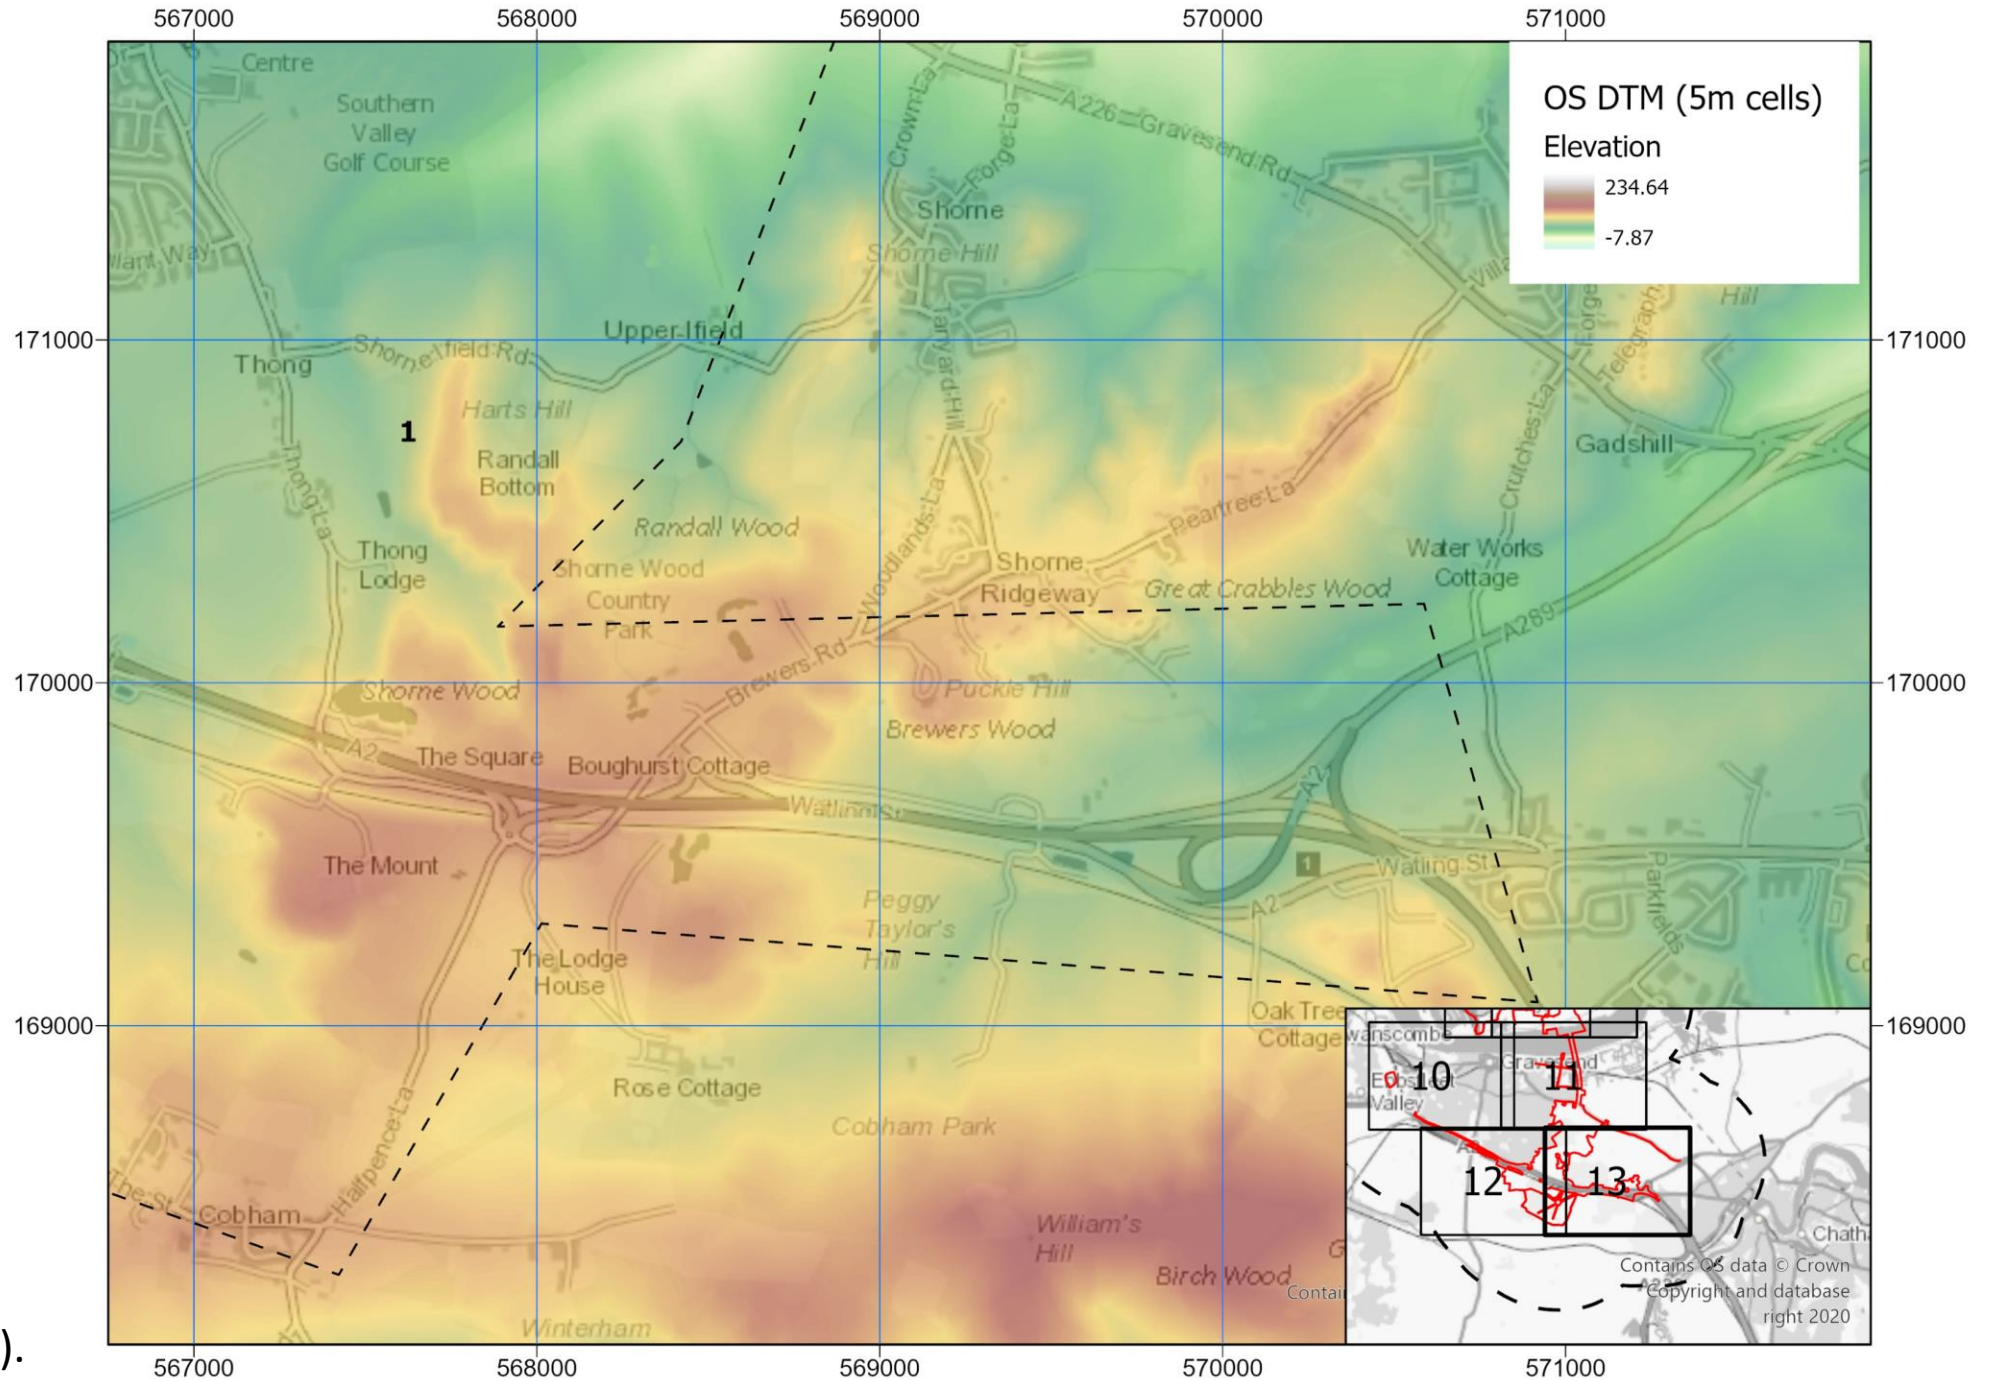 567000
568000
569000
570000
571000
Centre
Southern
Valley
Golf Course
Crown La
Forge La
A226
Gravesend Rd
OS DTM (5m cells)
Elevation
234.64
-7.87
Shorne
Shorne Hill
Hill
171000
Upper Ifield
171000
Thong
Shorne Ifield Rd
Tanyard Hill
Telegraph
Harts Hill
1
Randall
Bottom
Gadshill
Crutches La
Thong La
Peartree La
Randall Wood
Woodlands La
Thong
Lodge
Shorne Wood
Country
Park
Shorne
Ridgeway
Great Crabbles Wood
Water Works
Cottage
A289
Brewers Rd
170000
Shorne Wood
Puckle Hill
170000
Brewers Wood
A2
The Square
Boughurst Cottage
A2
Watling St
The Mount
1
Watling St
Parkfields
Peggy
Taylor's
Hill
A2
The Lodge
House
Oak Tree
Cottage
169000
169000
Rose Cottage
Cobham Park
Halfpence La
The St
Cobham
William's
Hill
Birch Wood
Winterham
wanscombe
Gravesend
10
11
Valley
12
13
Chath
Contains OS data © Crown
Copyright and database
right 2020
).
567000
568000
569000
570000
571000